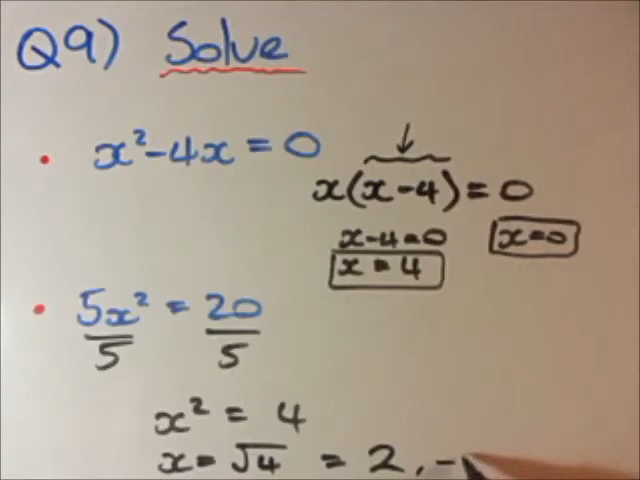 Q9) Solve
• x² - 4x = 0
x(x - 4) = 0
x - 4 = 0
x = 4
x = 0
• 5x² = 20
5 5
x² = 4
x = √4 = 2, -